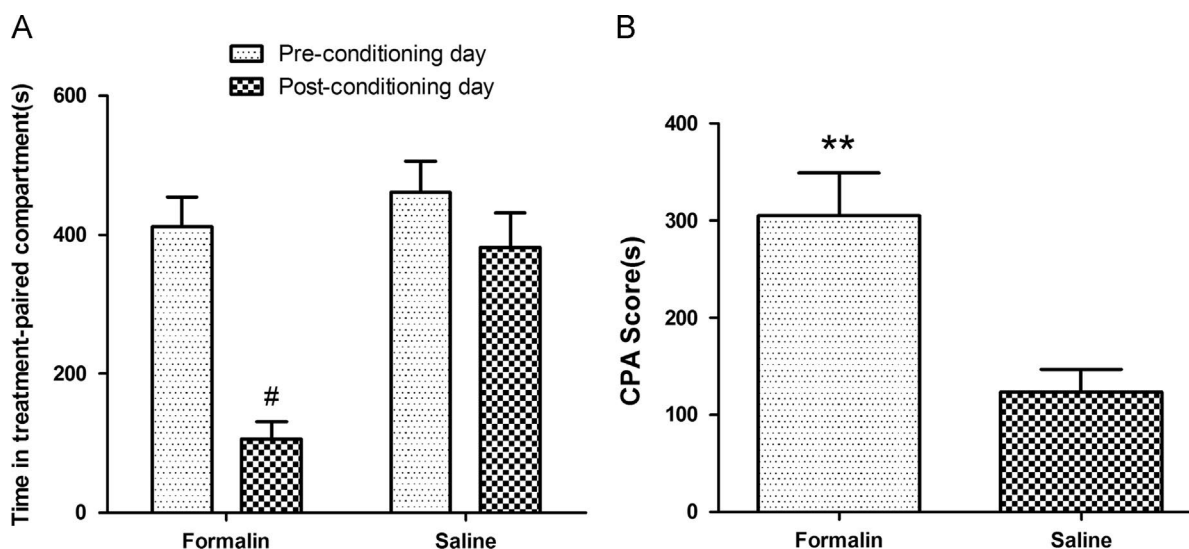 A
Pre-conditioning day
Post-conditioning day
Time in treatment-paired compartment(s)
600
400
200
0
#
Formalin
Saline
B
CPA Score(s)
400
300
200
100
0
**
Formalin
Saline